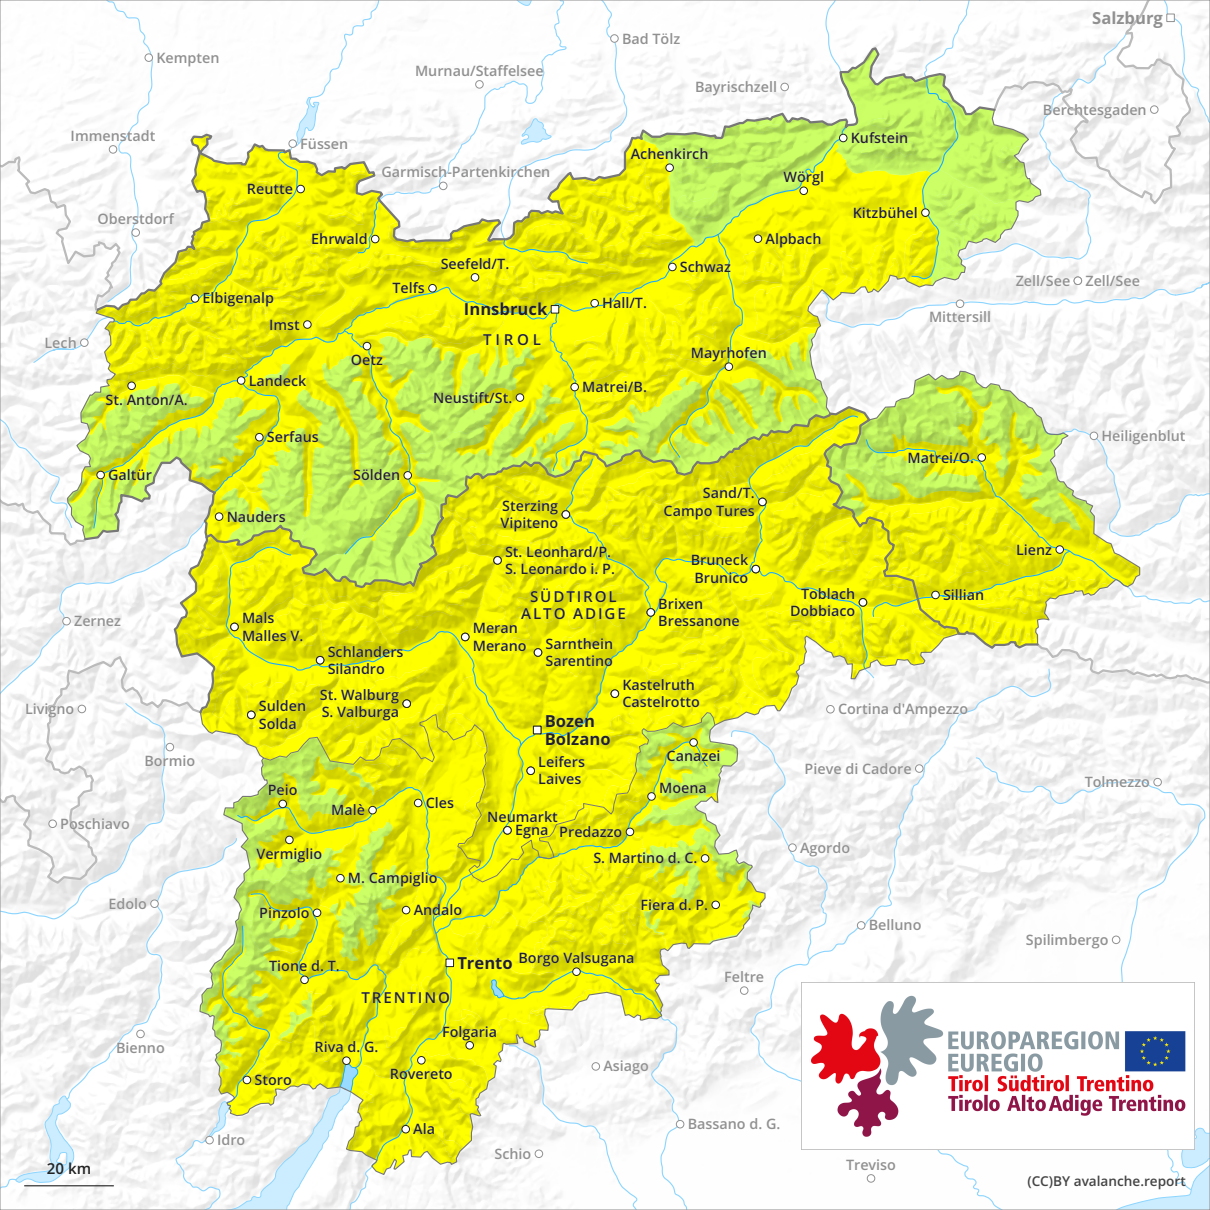 Salzburg
Bad Tölz
Kempten
Murnau/Staffelsee
Bayrischzell
Berchtesgaden
Immenstadt
Füssen
Kufstein
Achenkirch
Garmisch-Partenkirchen
Wörgl
Reutte
Oberstdorf
Kitzbühel
Ehrwald
Alpbach
Seefeld/T.
Schwaz
Zell/See
Zell/See
Telfs
Elbigenalp
Innsbruck
Hall/T.
Mittersill
Imst
TIROL
Lech
Oetz
Mayrhofen
Landeck
Matrei/B.
St. Anton/A.
Neustift/St.
Serfaus
Heiligenblut
Matrei/O.
Galtür
Sölden
Sand/T.
Campo Tures
Sterzing
Vipiteno
Nauders
St. Leonhard/P.
S. Leonardo i. P.
Lienz
Bruneck
Brunico
SÜDTIROL
ALTO ADIGE
Toblach
Dobbiaco
Sillian
Brixen
Bressanone
Zernez
Mals
Malles V.
Meran
Merano
Sarnthein
Sarentino
Schlanders
Silandro
St. Walburg
S. Valburga
Kastelruth
Castelrotto
Livigno
Sulden
Solda
Cortina d'Ampezzo
Bozen
Bolzano
Bormio
Canazei
Leifers
Laives
Pieve di Cadore
Tolmezzo
Peio
Moena
Malè
Cles
Poschiavo
Neumarkt
Egna
Predazzo
Vermiglio
S. Martino d. C.
Agordo
M. Campiglio
Edolo
Pinzolo
Andalo
Fiera d. P.
Belluno
Spilimbergo
Tione d. T.
Trento
Borgo Valsugana
Feltre
TRENTINO
Bienno
Riva d. G.
Folgaria
EUROPAREGION
EUREGIO
Tirol Südtirol Trentino
Tirolo Alto Adige Trentino
Storo
Rovereto
Asiago
Ala
Idro
Bassano d. G.
Schio
Treviso
20 km
(CC)BY avalanche.report